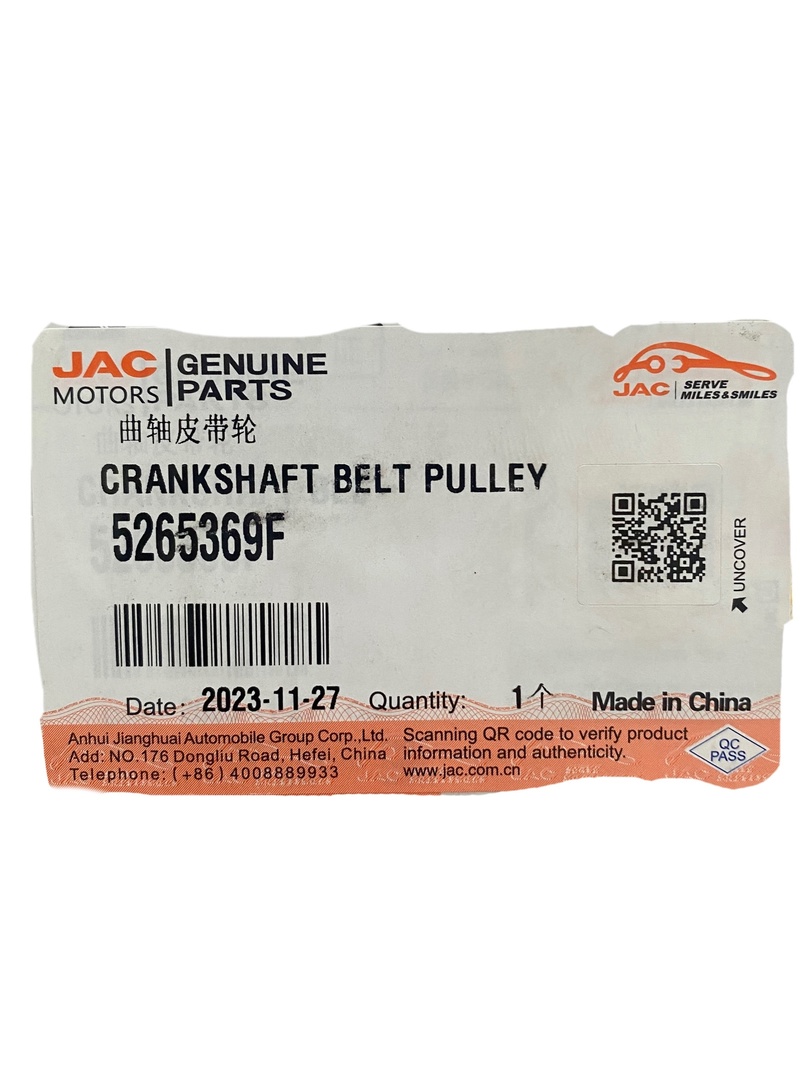 JAC
MOTORS
GENUINE
PARTS
JAC
SERVE
MILES&SMILES
曲轴皮带轮
CRANKSHAFT BELT PULLEY
5265369F
UNCOVER
Date: 2023-11-27 Quantity: 1个 Made in China
Anhui Jianghuai Automobile Group Corp.,Ltd.
Add: NO.176 Dongliu Road, Hefei, China
Telephone: (+86) 4008889933
Scanning QR code to verify product
information and authenticity.
www.jac.com.cn
QC
PASS